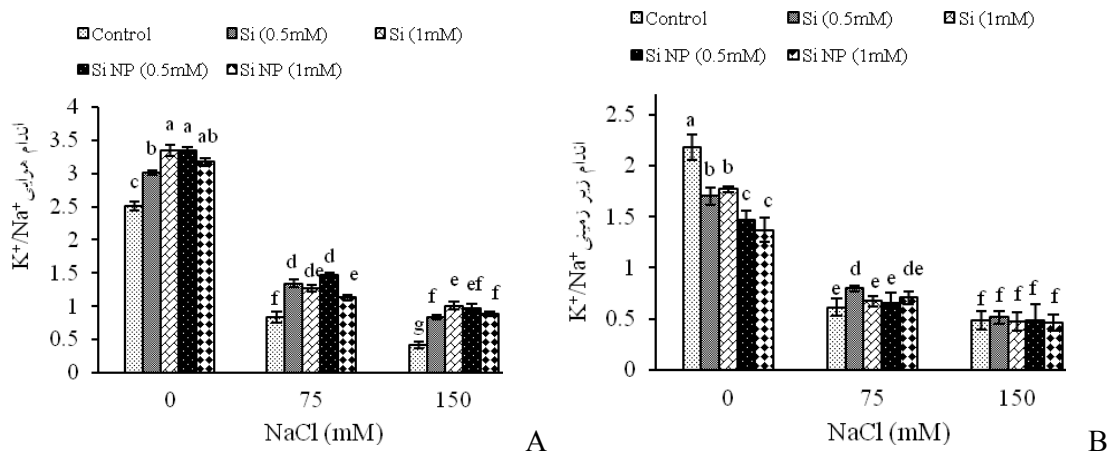 Control Si (0.5mM) Si (1mM)
Si NP (0.5mM) Si NP (1mM)
K⁺/Na⁺ اندام هوایی
4
3.5
3
2.5
2
1.5
1
0.5
0
c b a a ab
f d de d e
g f e ef f
0 75 150
NaCl (mM)
A
Control Si (0.5mM) Si (1mM)
Si NP (0.5mM) Si NP (1mM)
K⁺/Na⁺ اندام زیر زمینی
2.5
2
1.5
1
0.5
0
a b b c c
e d e e de
f f f f f
0 75 150
NaCl (mM)
B